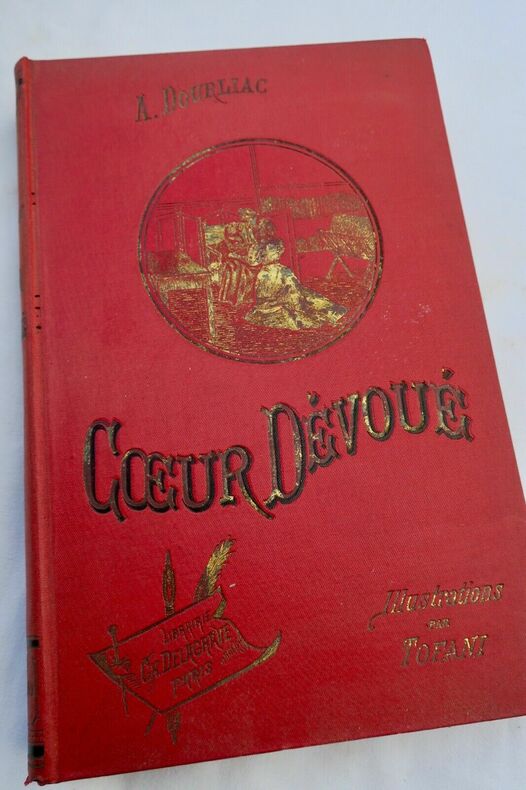 A. DOURLIAC
CŒUR DÉVOUÉ
LIBRAIRIE
CH. DELAGRAVE
PARIS
Illustrations
PAR
TOFANI